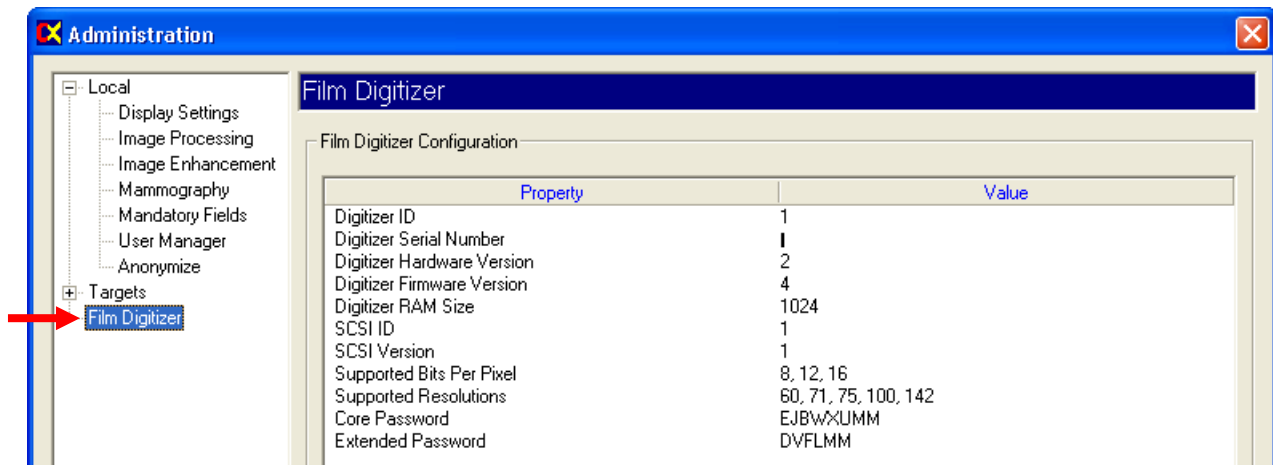 Administration
Local
Display Settings
Image Processing
Image Enhancement
Mammography
Mandatory Fields
User Manager
Anonymize
Targets
Film Digitizer
Film Digitizer
Film Digitizer Configuration
Property Value
Digitizer ID 1
Digitizer Serial Number
Digitizer Hardware Version 2
Digitizer Firmware Version 4
Digitizer RAM Size 1024
SCSI ID 1
SCSI Version 1
Supported Bits Per Pixel 8, 12, 16
Supported Resolutions 60, 71, 75, 100, 142
Core Password EJBWXUMM
Extended Password DVFLMM